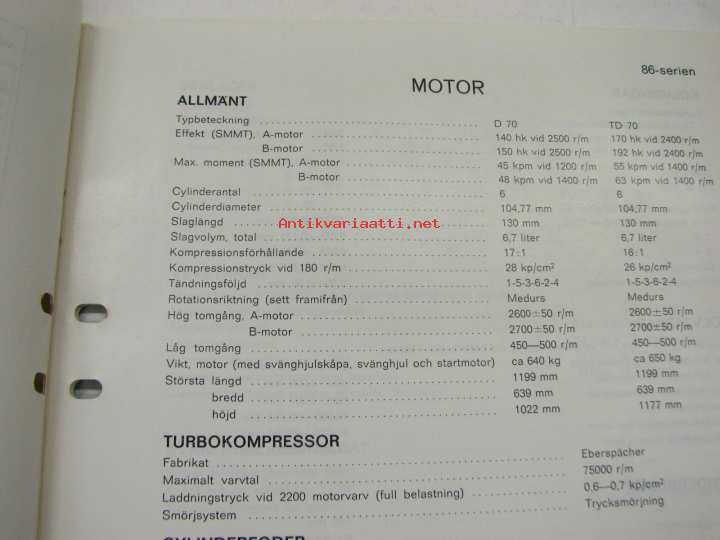 86-serien
MOTOR
ALLMÄNT
Typbeteckning D 70 TD 70
Effekt (SMMT), A-motor 140 hk vid 2500 r/m 170 hk vid 2400 r/m
B-motor 150 hk vid 2500 r/m 192 hk vid 2400 r/m
Max. moment (SMMT), A-motor 45 kpm vid 1200 r/m 55 kpm vid 1400 r/m
B-motor 48 kpm vid 1400 r/m 63 kpm vid 1400 r/m
Cylinderantal 6 6
Cylinderdiameter 104,77 mm 104,77 mm
Slaglängd 130 mm 130 mm
Antikvariaatti.net
Slagvolym, total 6,7 liter 6,7 liter
Kompressionsförhållande 17:1 16:1
Kompressionstryck vid 180 r/m 28 kp/cm² 26 kp/cm²
Tändningsföljd 1-5-3-6-2-4 1-5-3-6-2-4
Rotationsriktning (sett framifrån) Medurs Medurs
Hög tomgång, A-motor 2600±50 r/m 2600±50 r/m
B-motor 2700±50 r/m 2700±50 r/m
Låg tomgång 450—500 r/m 450—500 r/m
Vikt, motor (med svänghjulskåpa, svänghjul och startmotor) ca 640 kg ca 650 kg
Största längd 1199 mm 1199 mm
bredd 639 mm 639 mm
höjd 1022 mm 1177 mm
TURBOKOMPRESSOR
Fabrikat Eberspächer
Maximalt varvtal 75000 r/m
Laddningstryck vid 2200 motorvarv (full belastning) 0,6—0,7 kp/cm²
Smörjsystem Trycksmörjning
CYLINDERFODER